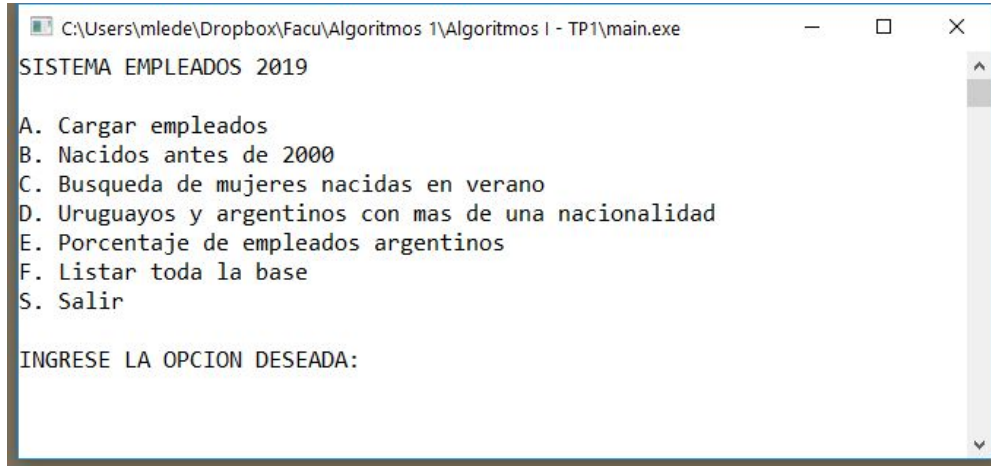 C:\Users\mlede\Dropbox\Facu\Algoritmos 1\Algoritmos I - TP1\main.exe
SISTEMA EMPLEADOS 2019
A. Cargar empleados
B. Nacidos antes de 2000
C. Busqueda de mujeres nacidas en verano
D. Uruguayos y argentinos con mas de una nacionalidad
E. Porcentaje de empleados argentinos
F. Listar toda la base
S. Salir
INGRESE LA OPCION DESEADA: